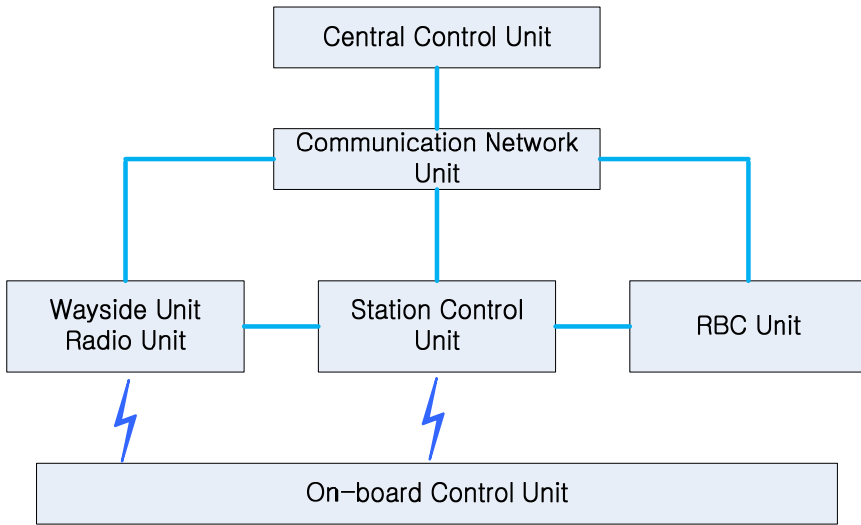 Central Control Unit
Communication Network
Unit
Wayside Unit
Radio Unit
Station Control
Unit
RBC Unit
On-board Control Unit